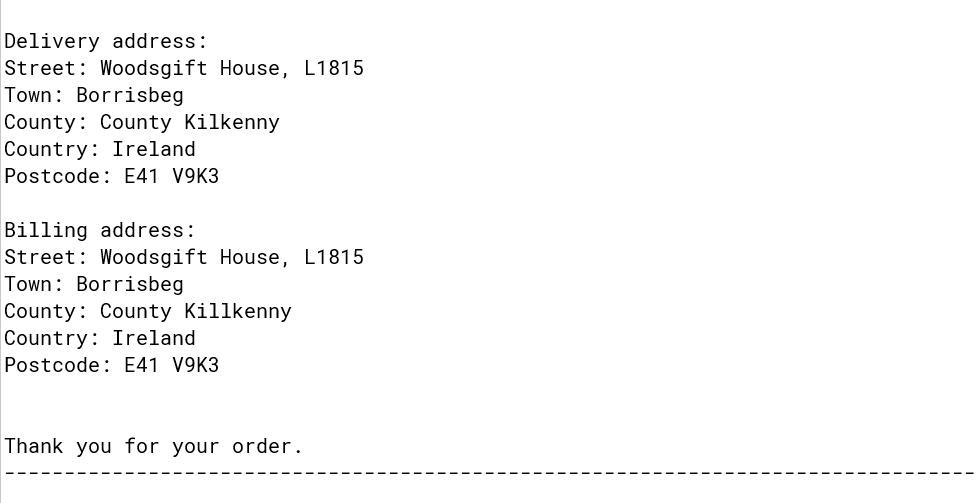 Delivery address:
Street: Woodsgift House, L1815
Town: Borrisbeg
County: County Kilkenny
Country: Ireland
Postcode: E41 V9K3
Billing address:
Street: Woodsgift House, L1815
Town: Borrisbeg
County: County Killkenny
Country: Ireland
Postcode: E41 V9K3
Thank you for your order.
---------------------------------------------------------------------------------